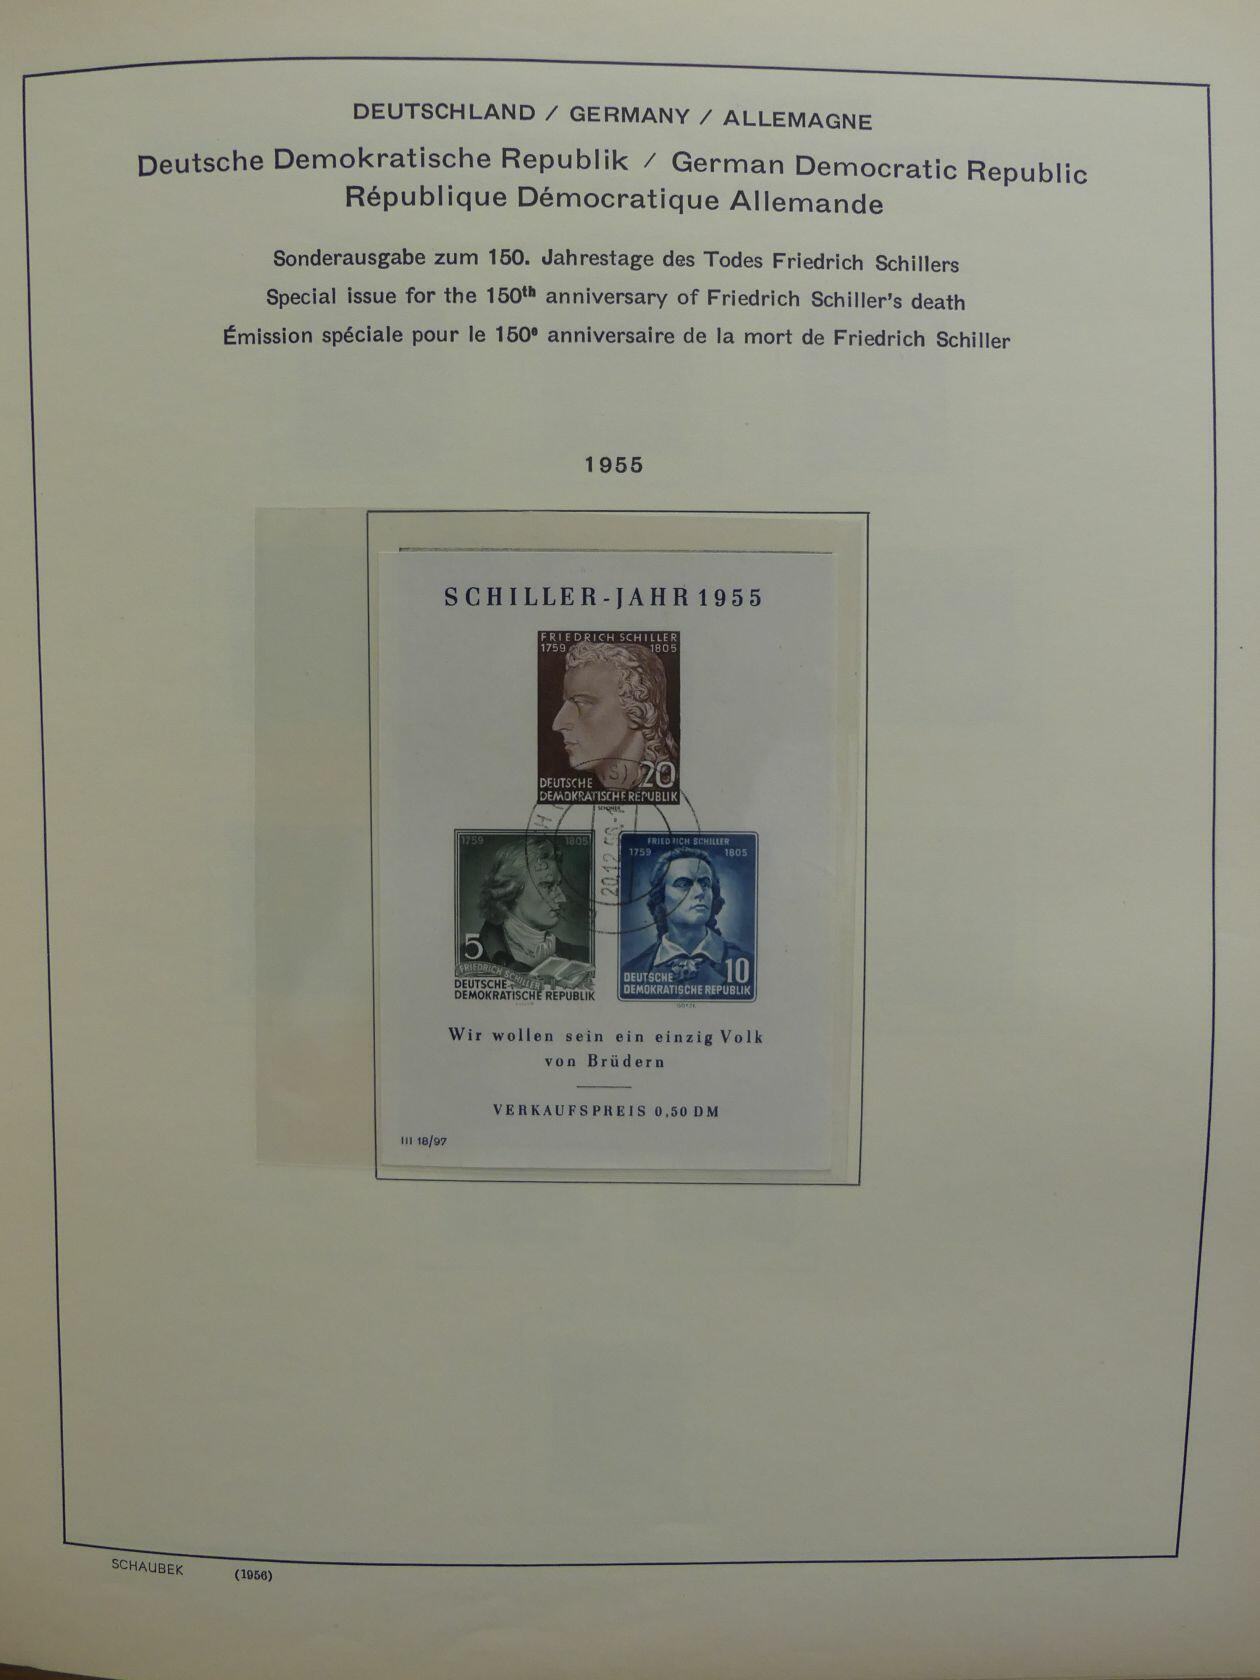 DEUTSCHLAND / GERMANY / ALLEMAGNE
Deutsche Demokratische Republik / German Democratic Republic
République Démocratique Allemande
Sonderausgabe zum 150. Jahrestage des Todes Friedrich Schillers
Special issue for the 150th anniversary of Friedrich Schiller's death
Émission spéciale pour le 150e anniversaire de la mort de Friedrich Schiller
1955
SCHILLER-JAHR 1955
FRIEDRICH SCHILLER
1759 1805
20
DEUTSCHE
DEMOKRATISCHE REPUBLIK
1759 1805
5
FRIEDRICH SCHILLER
DEUTSCHE
DEMOKRATISCHE REPUBLIK
FRIEDRICH SCHILLER
1759 1805
10
DEUTSCHE
DEMOKRATISCHE REPUBLIK
20.12.56
Wir wollen sein ein einzig Volk
von Brüdern
VERKAUFSPREIS 0,50 DM
III 18/97
SCHAUBEK (1956)